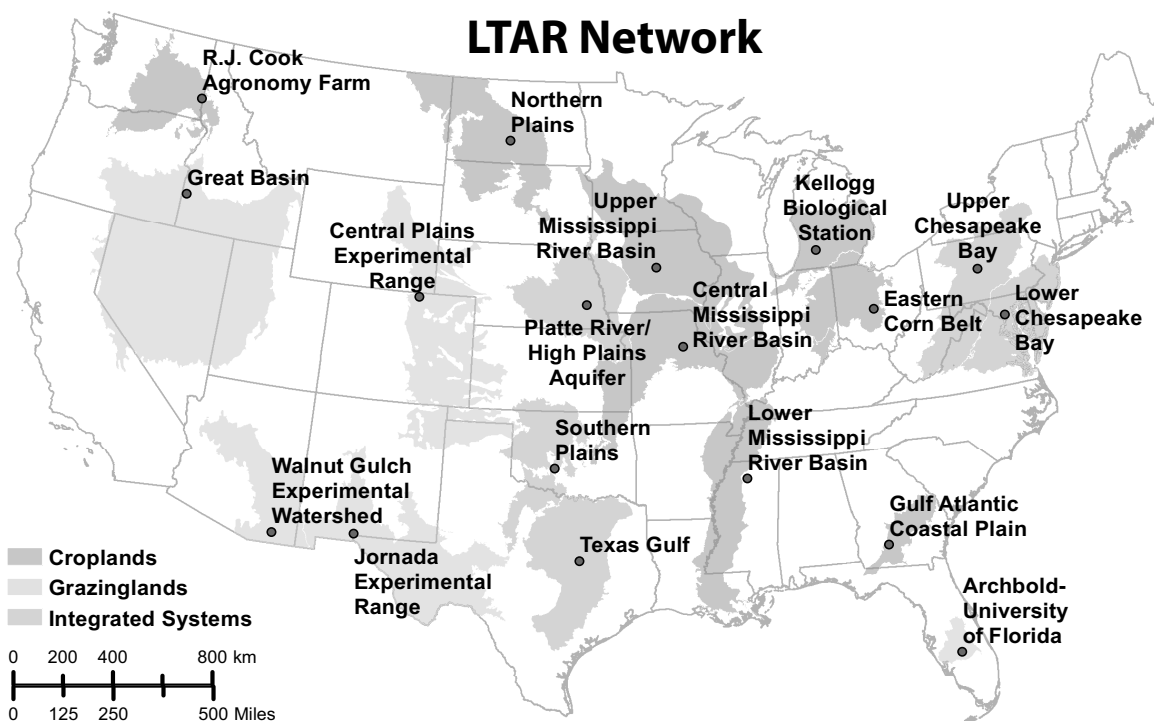 LTAR Network
R.J. Cook
Agronomy Farm
Northern
Plains
Great Basin
Upper
Mississippi
River Basin
Kellogg
Biological
Station
Upper
Chesapeake
Bay
Central Plains
Experimental
Range
Central
Mississippi
River Basin
Eastern
Corn Belt
Lower
Chesapeake
Bay
Platte River/
High Plains
Aquifer
Southern
Plains
Lower
Mississippi
River Basin
Walnut Gulch
Experimental
Watershed
Gulf Atlantic
Coastal Plain
Texas Gulf
Jornada
Experimental
Range
Archbold-
University
of Florida
Croplands
Grazinglands
Integrated Systems
0 200 400 800 km
0 125 250 500 Miles